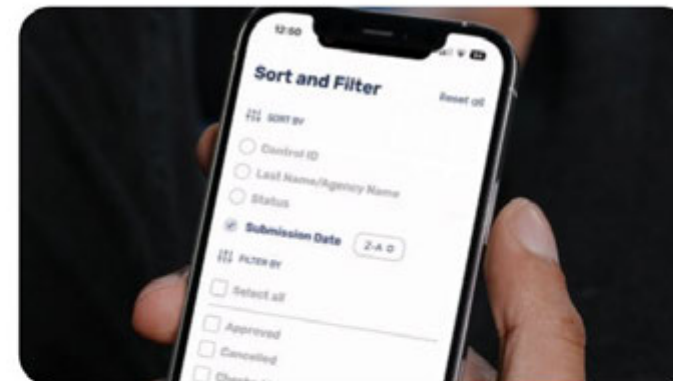 12:50
Sort and Filter
Reset all
SORT BY
Control ID
Last Name/Agency Name
Status
Submission Date Z-A
FILTER BY
Select all
Approved
Cancelled